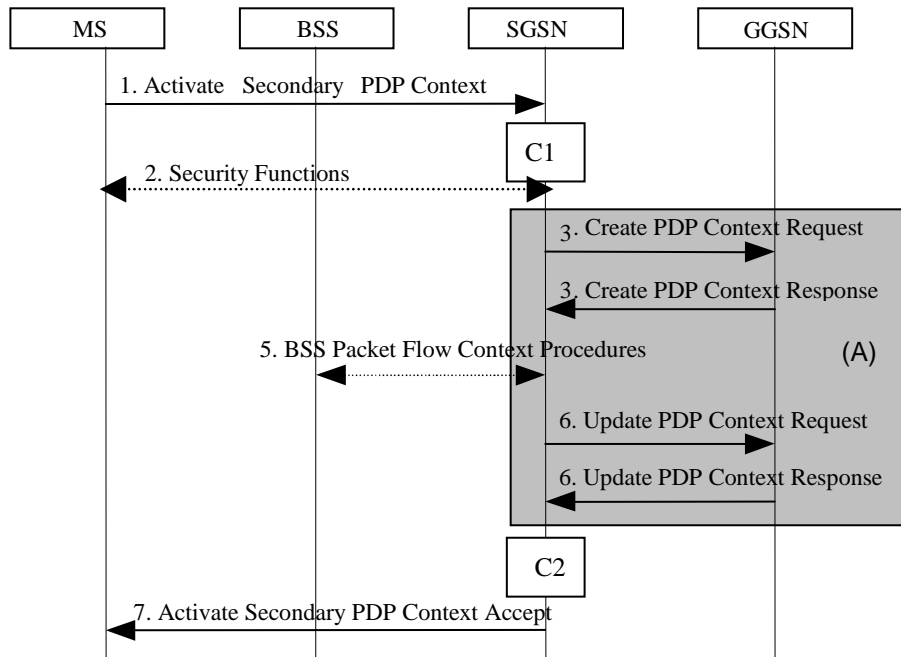 MS BSS SGSN GGSN
1. Activate Secondary PDP Context
C1
2. Security Functions
3. Create PDP Context Request
3. Create PDP Context Response
5. BSS Packet Flow Context Procedures
(A)
6. Update PDP Context Request
6. Update PDP Context Response
C2
7. Activate Secondary PDP Context Accept